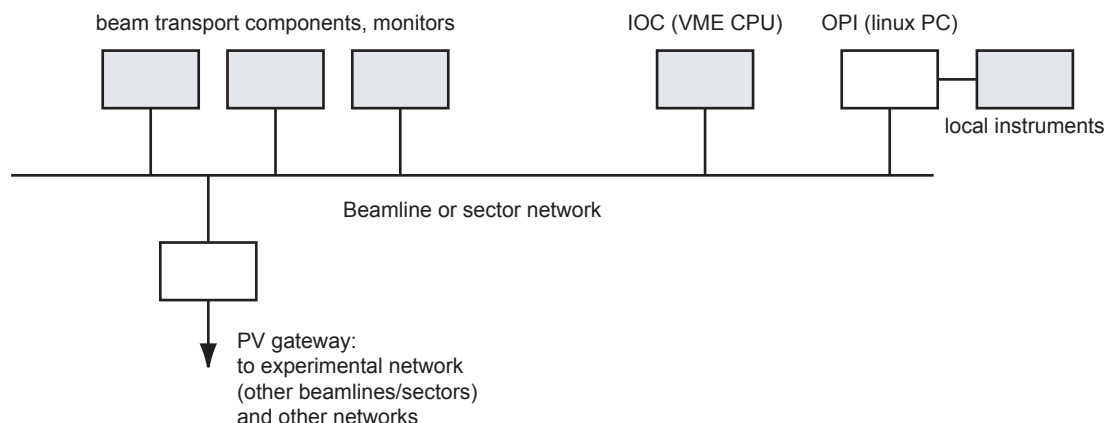 beam transport components, monitors
IOC (VME CPU)
OPI (linux PC)
local instruments
Beamline or sector network
PV gateway:
to experimental network
(other beamlines/sectors)
and other networks